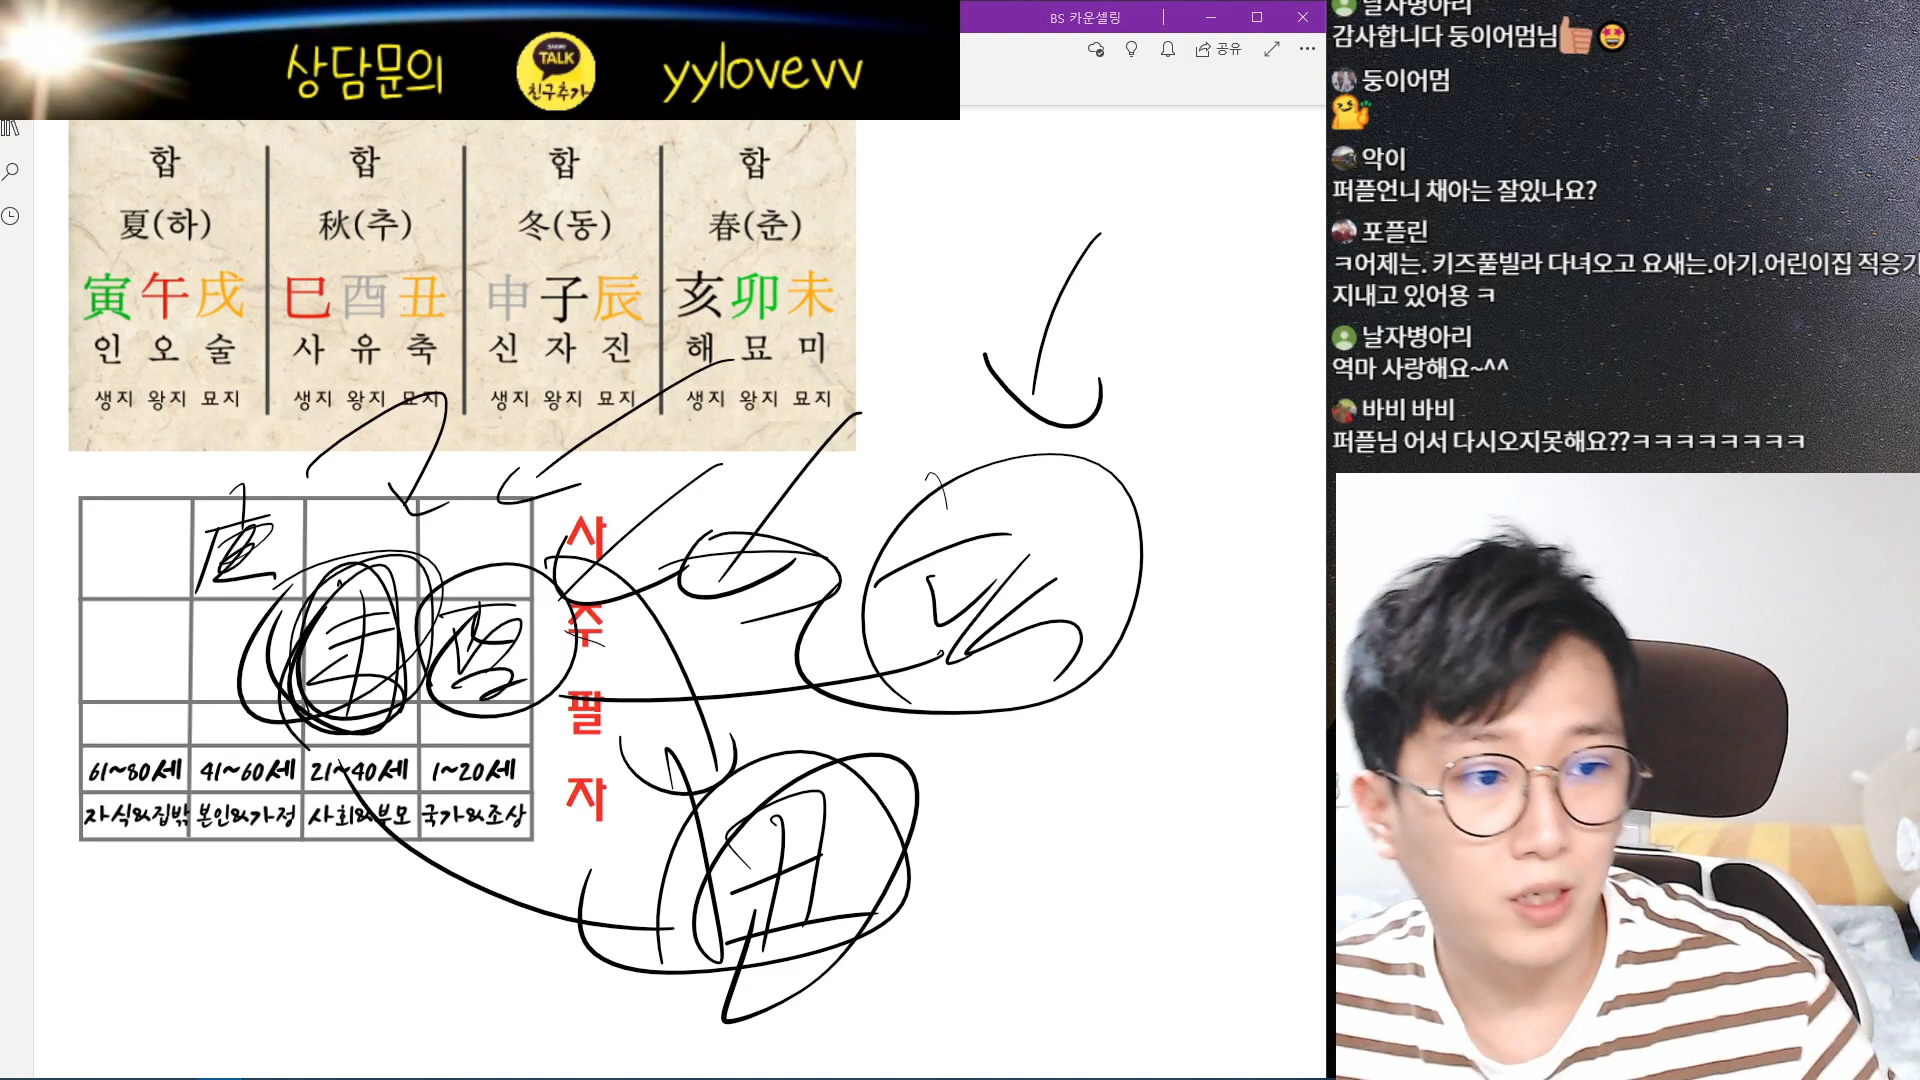 상담문의
TALK
친구추가
yylovevv
BS 카운셀링
공유
합 합 합 합
夏(하) 秋(추) 冬(동) 春(춘)
寅午戌 巳酉丑 申子辰 亥卯未
인 오 술 사 유 축 신 자 진 해 묘 미
생지 왕지 묘지 생지 왕지 묘지 생지 왕지 묘지 생지 왕지 묘지
사
주
팔
자
61~80세 41~60세 21~40세 1~20세
자식&집밖 본인&가정 사회&부모 국가&조상
날자병아리
감사합니다 둥이어멈님
둥이어멈
악이
퍼플언니 채아는 잘있나요?
포플린
ㅋ어제는. 키즈풀빌라 다녀오고 요새는.아기.어린이집 적응기
지내고 있어용 ㅋ
날자병아리
역마 사랑해요~^^
바비 바비
퍼플님 어서 다시오지못해요??ㅋㅋㅋㅋㅋㅋㅋㅋ